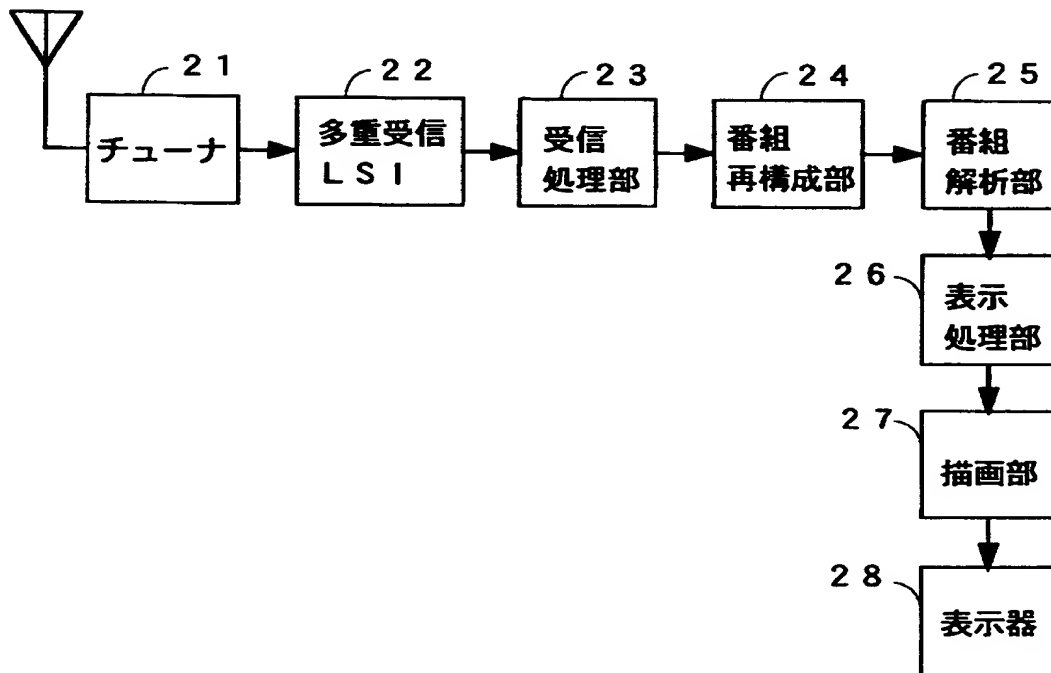 21
チューナ
22
多重受信
LSI
23
受信
処理部
24
番組
再構成部
25
番組
解析部
26
表示
処理部
27
描画部
28
表示器